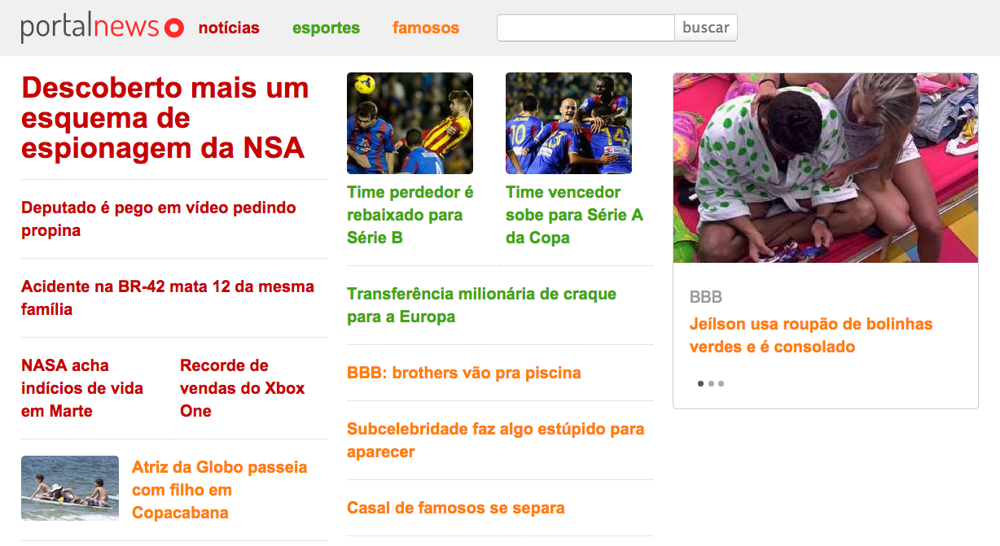 portalnews
notícias
esportes
famosos
buscar
Descoberto mais um
esquema de
espionagem da NSA
Deputado é pego em vídeo pedindo
propina
Acidente na BR-42 mata 12 da mesma
família
NASA acha
indícios de vida
em Marte
Recorde de
vendas do Xbox
One
Atriz da Globo passeia
com filho em
Copacabana
Time perdedor é
rebaixado para
Série B
10
14
Time vencedor
sobe para Série A
da Copa
Transferência milionária de craque
para a Europa
BBB: brothers vão pra piscina
Subcelebridade faz algo estúpido para
aparecer
Casal de famosos se separa
BBB
Jeílson usa roupão de bolinhas
verdes e é consolado